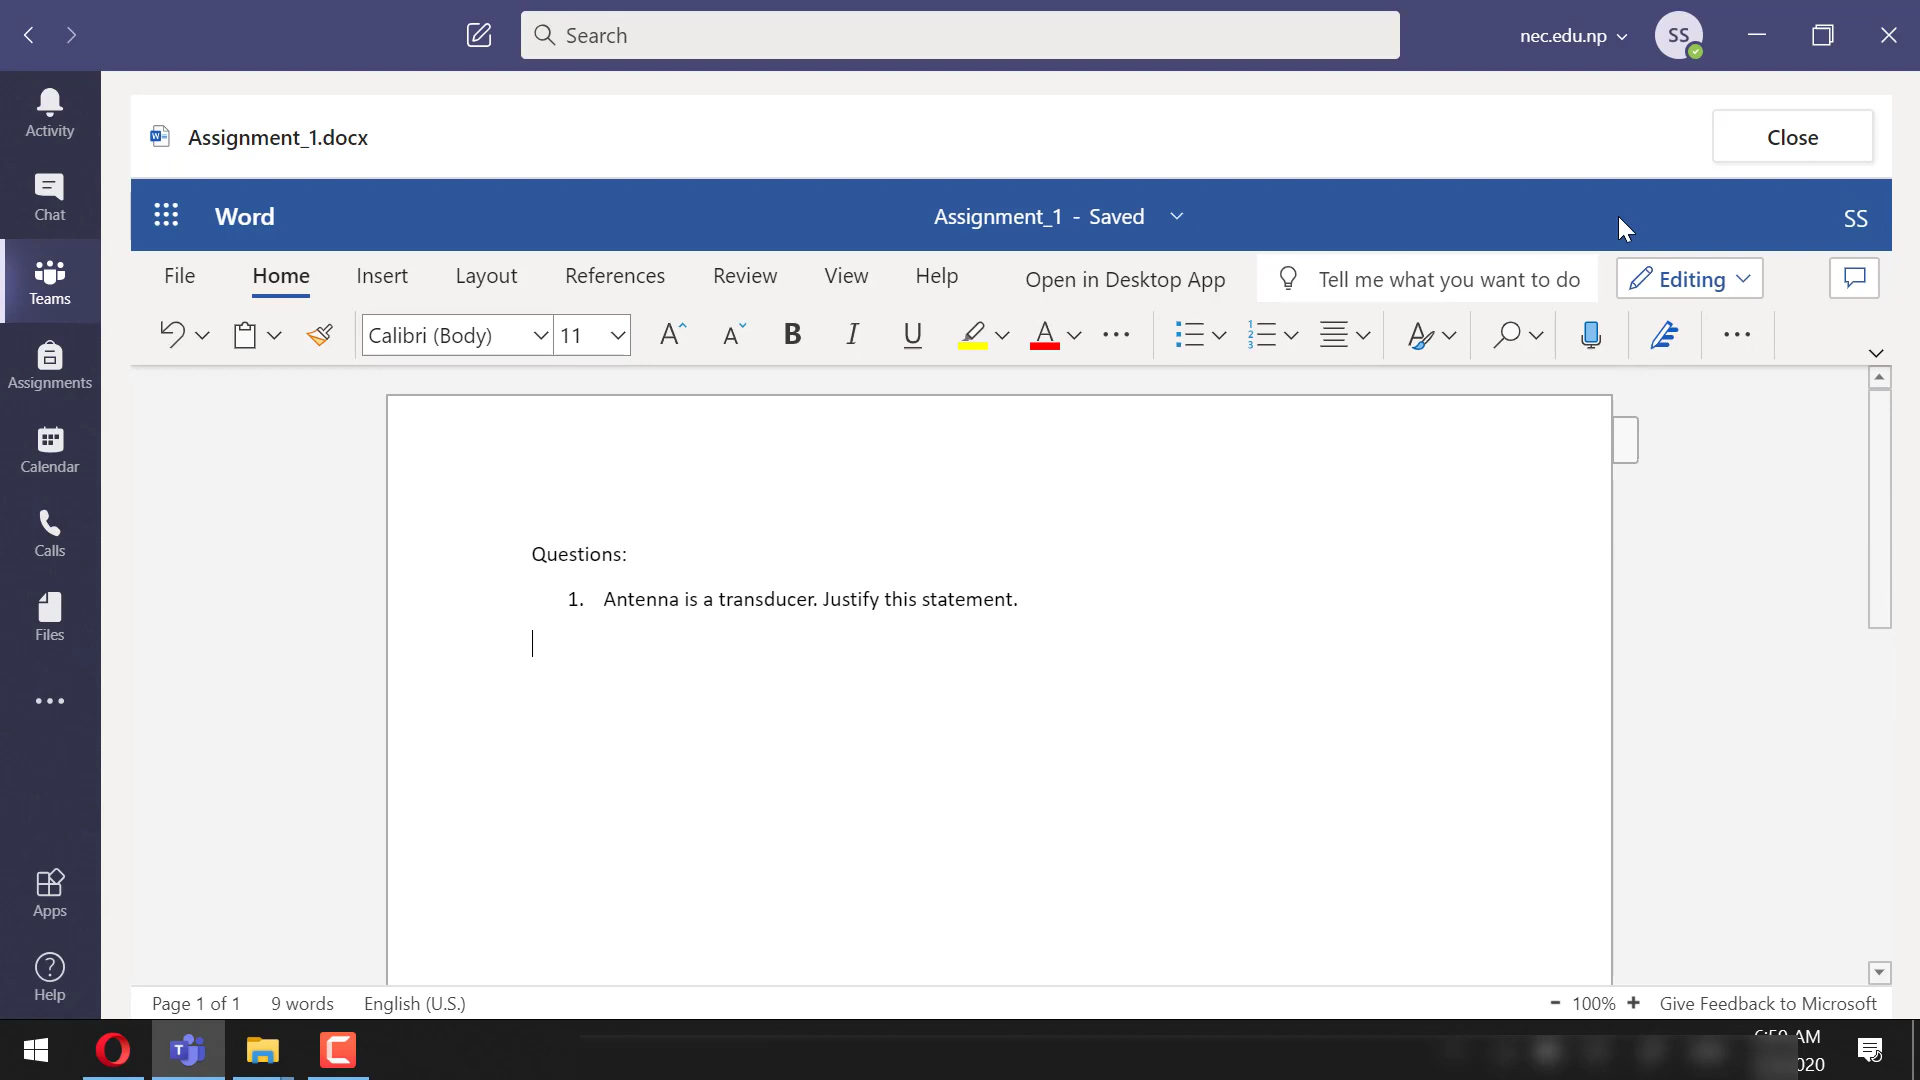 Search
nec.edu.np
SS
Activity
Chat
Teams
Assignments
Calendar
Calls
Files
Apps
Help
Assignment_1.docx
Close
Word
Assignment_1 - Saved
SS
File Home Insert Layout References Review View Help Open in Desktop App Tell me what you want to do Editing
Calibri (Body) 11
Questions:
1. Antenna is a transducer. Justify this statement.
Page 1 of 1 9 words English (U.S.)
100% Give Feedback to Microsoft
AM